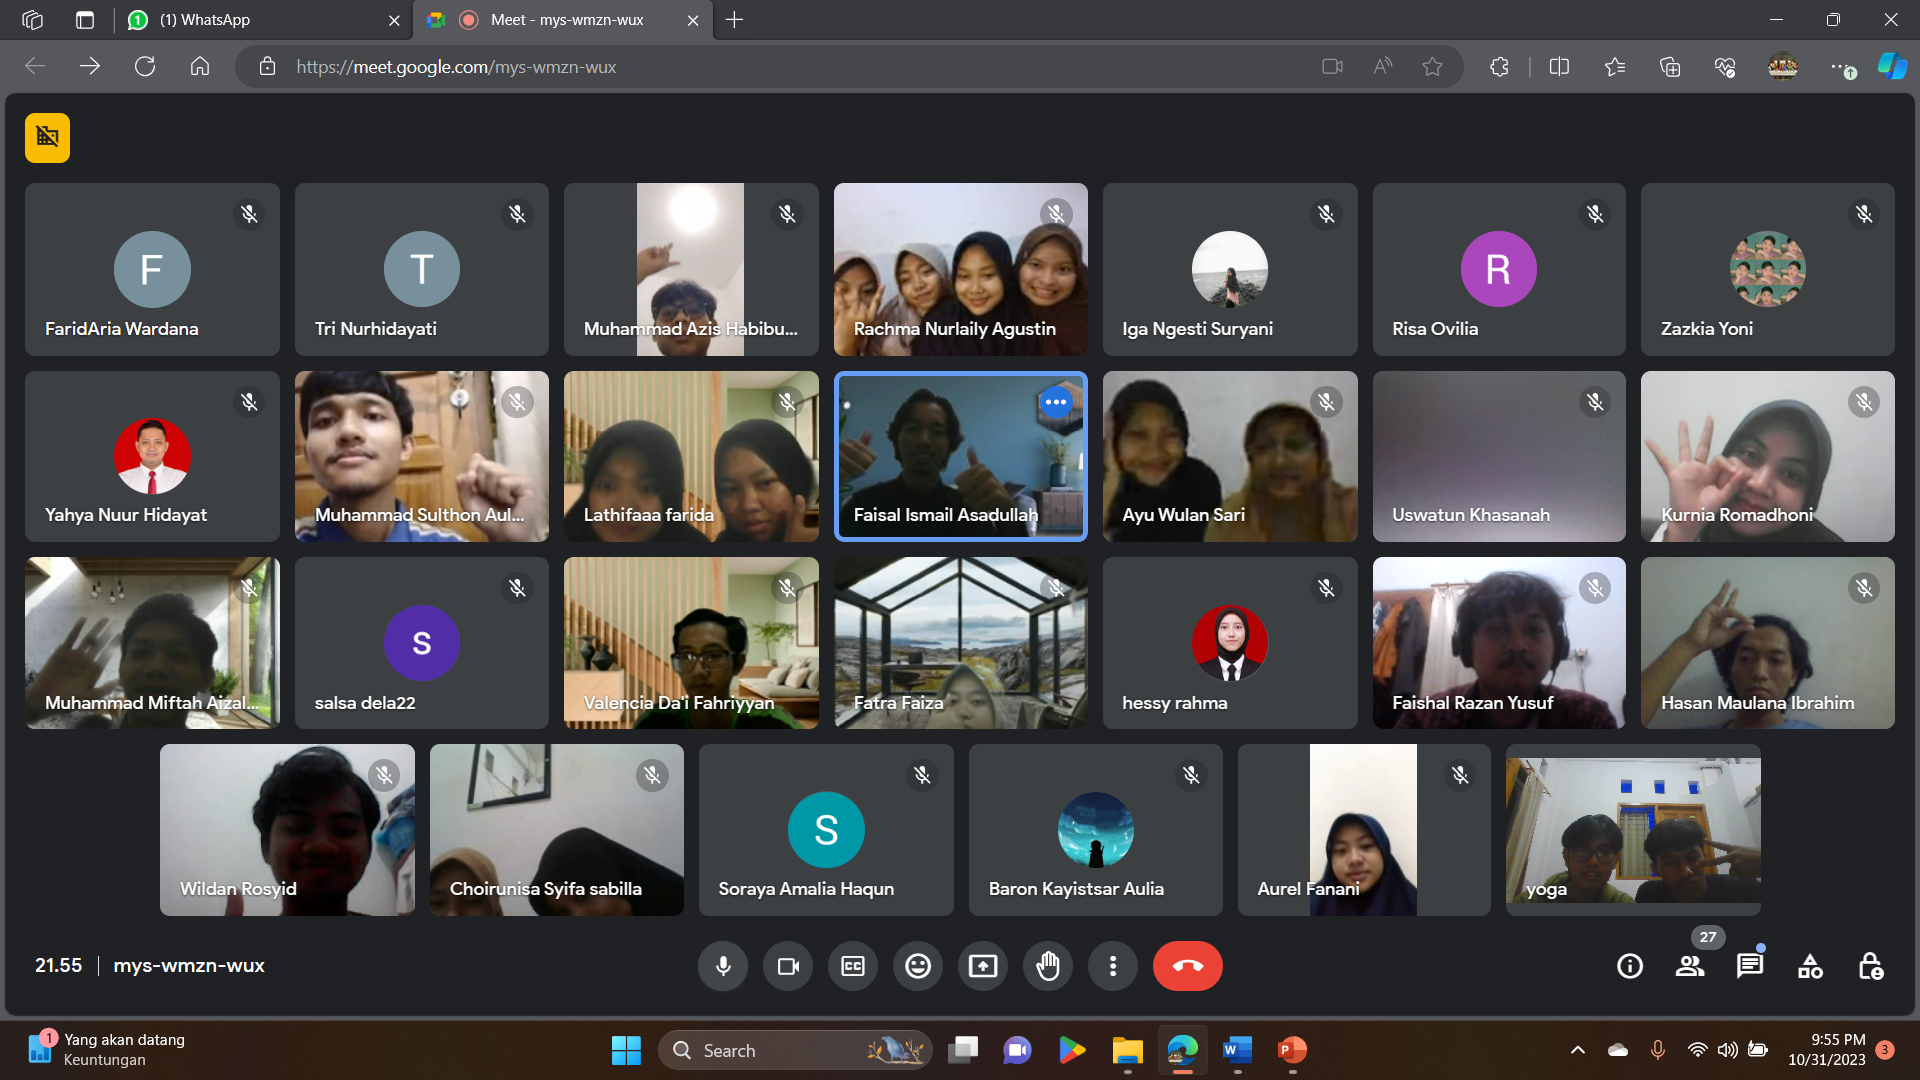 (1) WhatsApp
Meet - mys-wmzn-wux
https://meet.google.com/mys-wmzn-wux
F
FaridAria Wardana
T
Tri Nurhidayati
Muhammad Azis Habibu...
Rachma Nurlaily Agustin
Iga Ngesti Suryani
R
Risa Ovilia
Zazkia Yoni
Yahya Nuur Hidayat
Muhammad Sulthon Aul...
Lathifaaa farida
Faisal Ismail Asadullah
Ayu Wulan Sari
Uswatun Khasanah
Kurnia Romadhoni
Muhammad Miftah Aizal...
S
salsa dela22
Valencia Da'i Fahriyyan
Fatra Faiza
hessy rahma
Faishal Razan Yusuf
Hasan Maulana Ibrahim
Wildan Rosyid
Choirunisa Syifa sabilla
S
Soraya Amalia Haqun
Baron Kayistsar Aulia
Aurel Fanani
yoga
21.55 | mys-wmzn-wux
CC
27
1
Yang akan datang
Keuntungan
Search
W
P
9:55 PM
10/31/2023
3